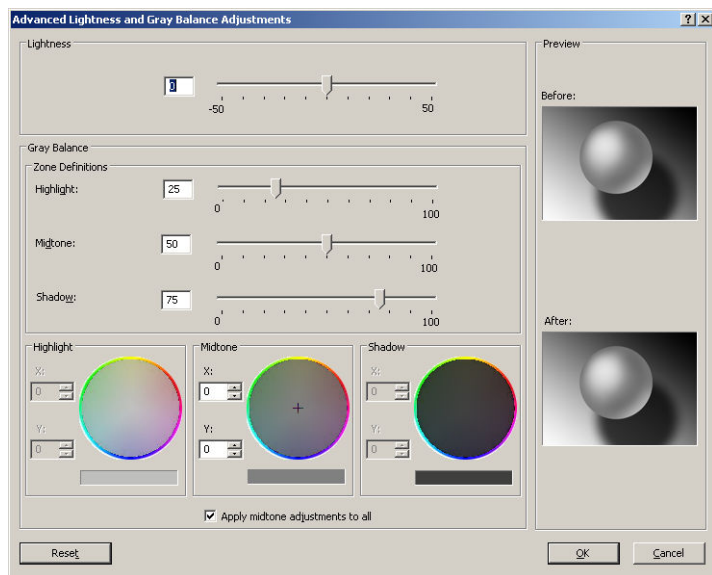 Advanced Lightness and Gray Balance Adjustments
Lightness
0
-50 50
Gray Balance
Zone Definitions
Highlight: 25
0 100
Midtone: 50
0 100
Shadow: 75
0 100
Highlight
X:
0
Y:
0
Midtone
X:
0
Y:
0
Shadow
X:
0
Y:
0
Apply midtone adjustments to all
Preview
Before:
After:
Reset OK Cancel